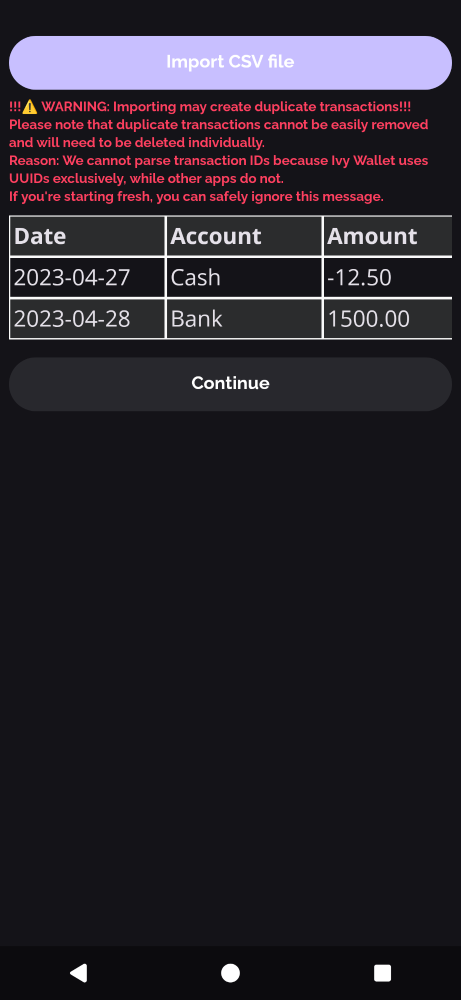 Import CSV file
!!!⚠️ WARNING: Importing may create duplicate transactions!!!
Please note that duplicate transactions cannot be easily removed
and will need to be deleted individually.
Reason: We cannot parse transaction IDs because Ivy Wallet uses
UUIDs exclusively, while other apps do not.
If you're starting fresh, you can safely ignore this message.
Date Account Amount
2023-04-27 Cash -12.50
2023-04-28 Bank 1500.00
Continue